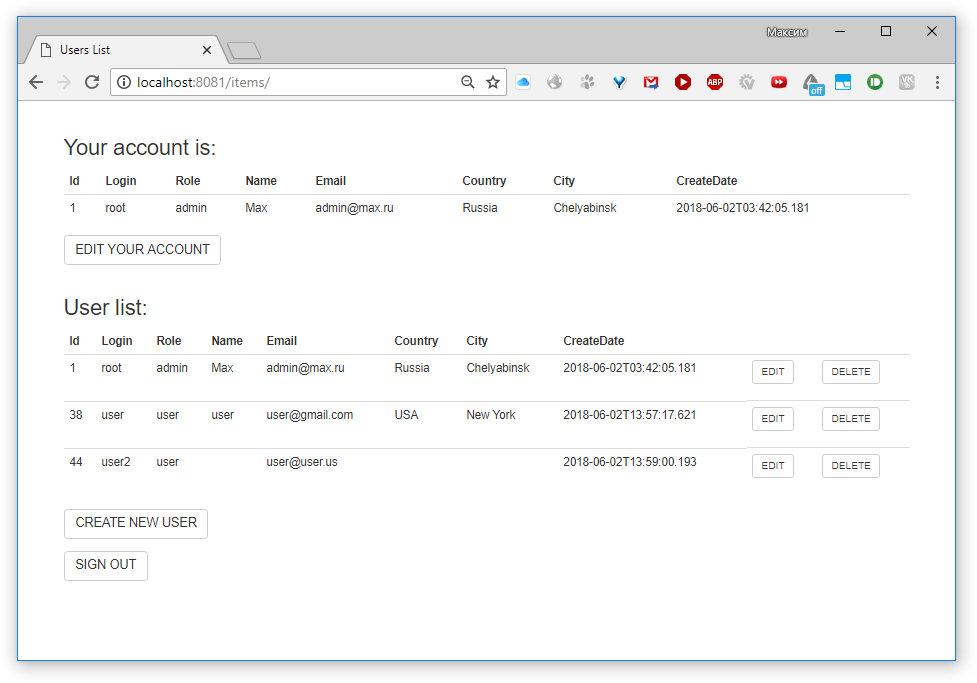 Максим
Users List
localhost:8081/items/
ABP
off
Your account is:
Id Login Role Name Email Country City CreateDate
1 root admin Max admin@max.ru Russia Chelyabinsk 2018-06-02T03:42:05.181
EDIT YOUR ACCOUNT
User list:
Id Login Role Name Email Country City CreateDate
1 root admin Max admin@max.ru Russia Chelyabinsk 2018-06-02T03:42:05.181 EDIT DELETE
38 user user user user@gmail.com USA New York 2018-06-02T13:57:17.621 EDIT DELETE
44 user2 user user@user.us 2018-06-02T13:59:00.193 EDIT DELETE
CREATE NEW USER
SIGN OUT